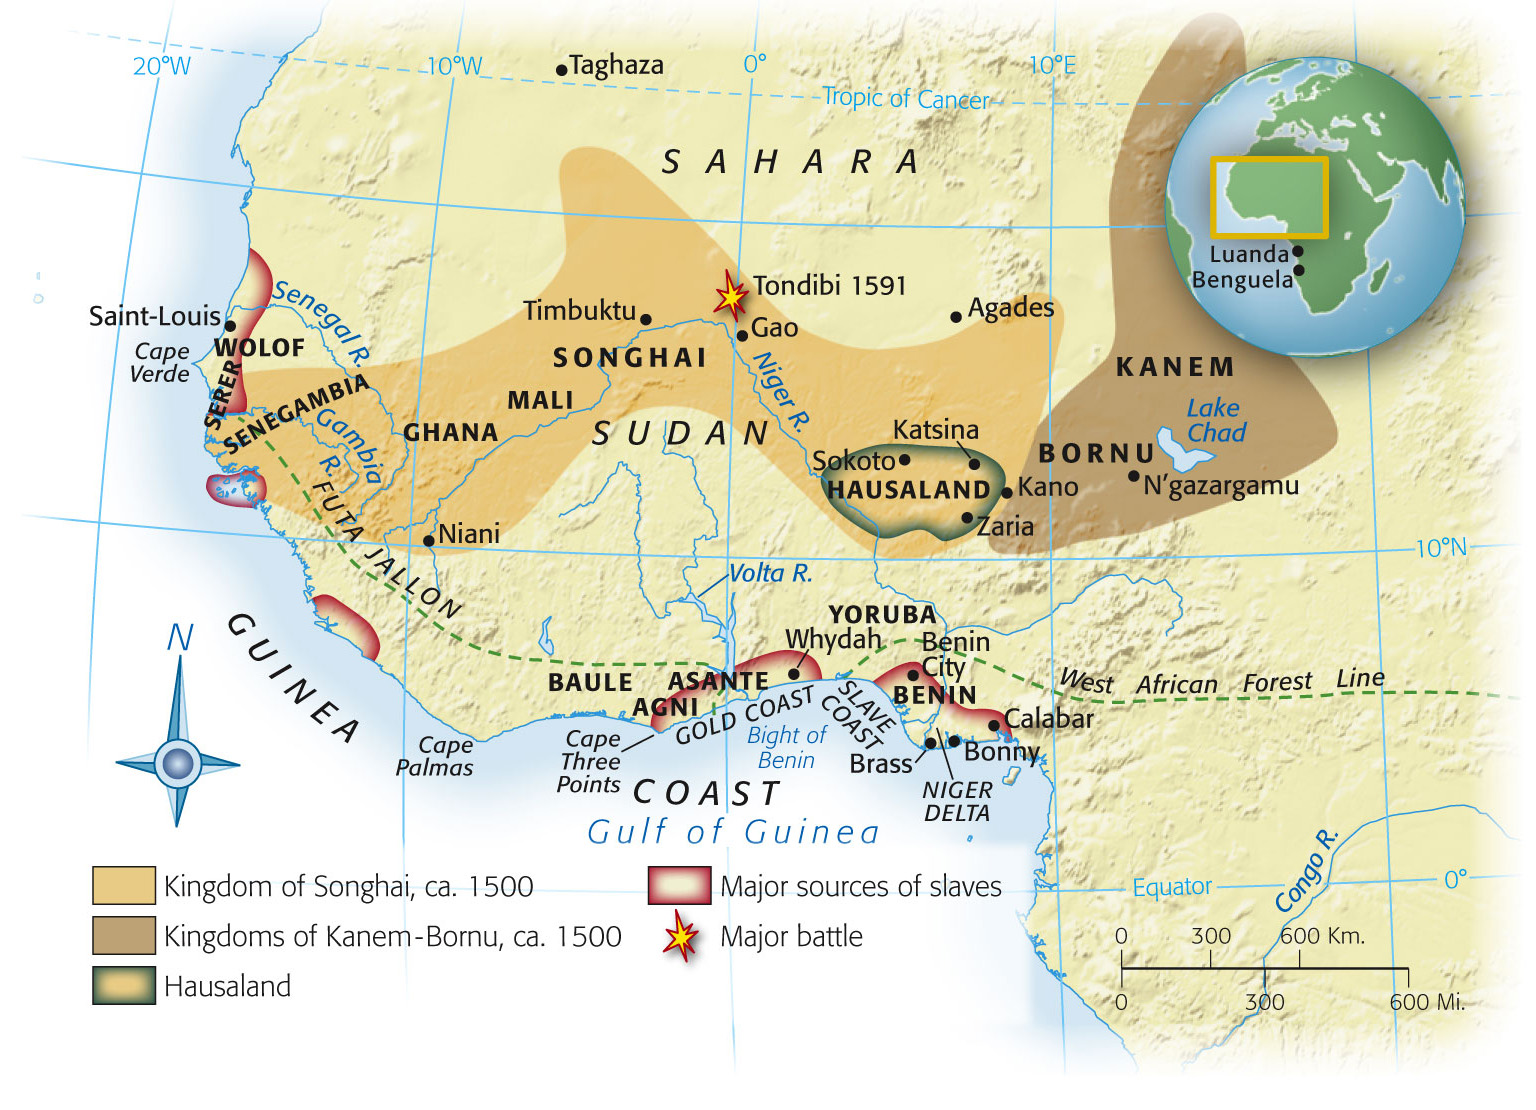 20°W
10°W
0°
10°E
Taghaza
Tropic of Cancer
SAHARA
Luanda
Benguela
Senegal R.
Saint-Louis
Cape
Verde
WOLOF
SERER
SENEGAMBIA
Gambia
R.
Timbuktu
Tondibi 1591
Gao
Agades
SONGHAI
Niger R.
MALI
GHANA
SUDAN
KANEM
Lake
Chad
BORNU
N'gazargamu
Katsina
Sokoto
HAUSALAND
Kano
Zaria
Niani
FUTA JALLON
10°N
Volta R.
YORUBA
Whydah
Benin
City
BENIN
BAULE
ASANTE
AGNI
GOLD COAST
SLAVE
COAST
West African Forest Line
Calabar
Bonny
Brass
NIGER
DELTA
Bight of
Benin
Cape
Palmas
Cape
Three
Points
GUINEA
COAST
Gulf of Guinea
N
Congo R.
Equator
0°
Kingdom of Songhai, ca. 1500
Kingdoms of Kanem-Bornu, ca. 1500
Hausaland
Major sources of slaves
Major battle
0 300 600 Km.
0 300 600 Mi.